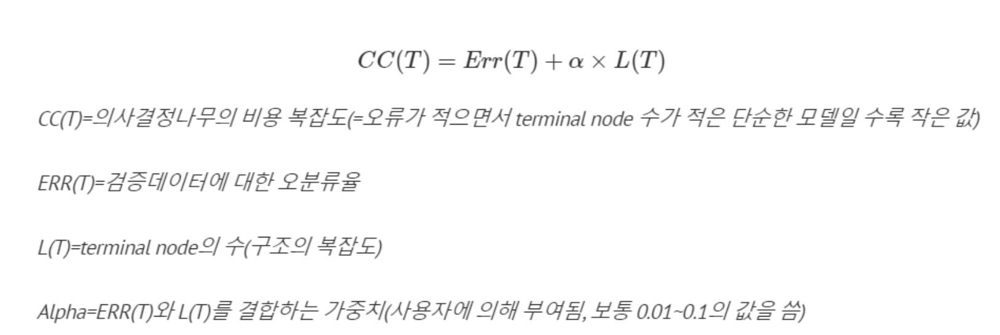 CC(T) = Err(T) + α × L(T)
CC(T)=의사결정나무의 비용 복잡도(=오류가 적으면서 terminal node 수가 적은 단순한 모델일 수록 작은 값)
ERR(T)=검증데이터에 대한 오분류율
L(T)=terminal node의 수(구조의 복잡도)
Alpha=ERR(T)와 L(T)를 결합하는 가중치(사용자에 의해 부여됨, 보통 0.01~0.1의 값을 씀)